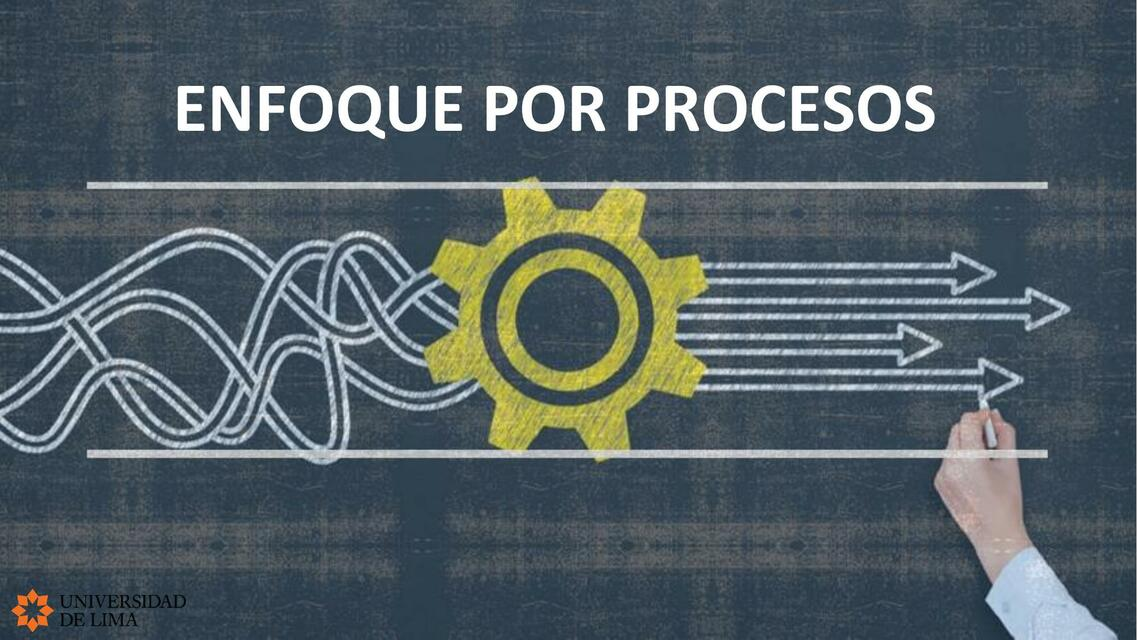 ENFOQUE POR PROCESOS
UNIVERSIDAD
DE LIMA